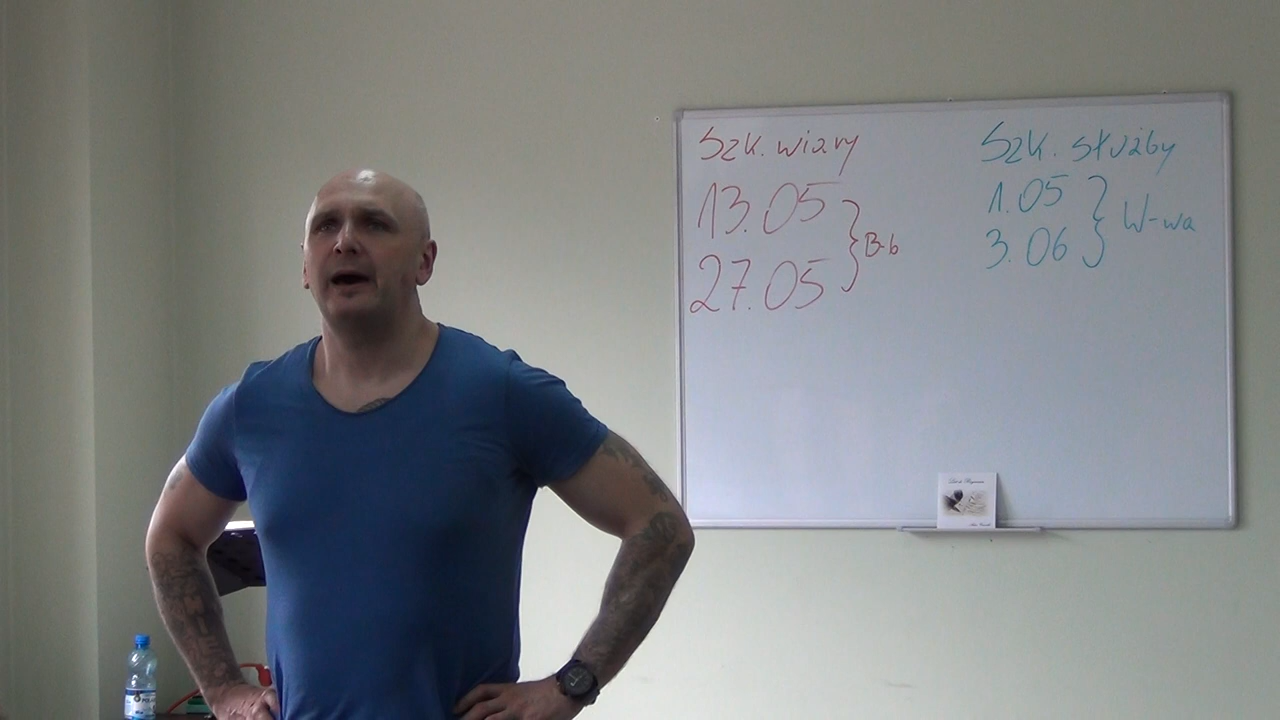 Szk. wiary
13.05
27.05
B-b
Szk. służby
1.05
3.06
W-wa